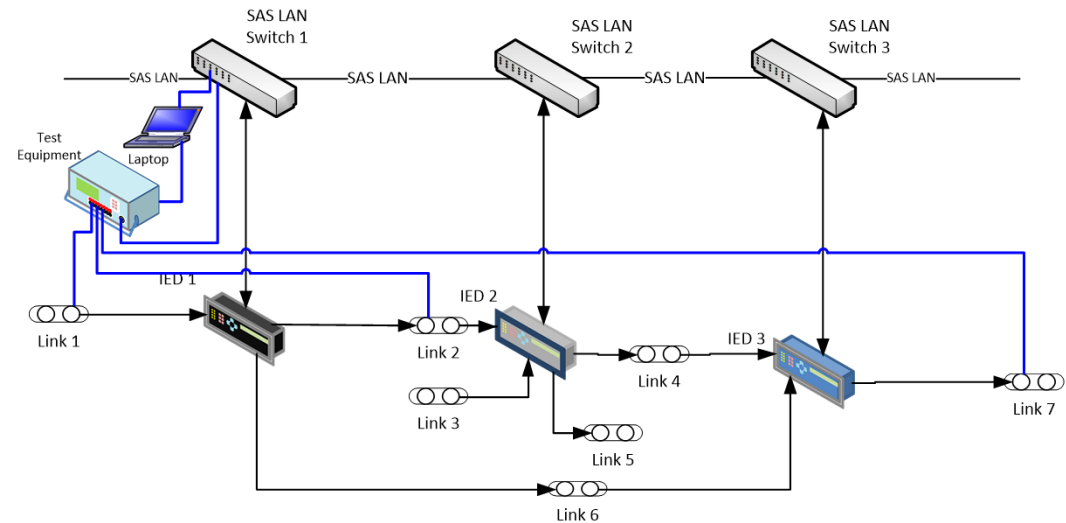 SAS LAN
Switch 1
SAS LAN
Switch 2
SAS LAN
Switch 3
SAS LAN
SAS LAN
SAS LAN
SAS LAN
Test
Equipment
Laptop
IED 1
IED 2
IED 3
Link 1
Link 2
Link 3
Link 4
Link 5
Link 6
Link 7